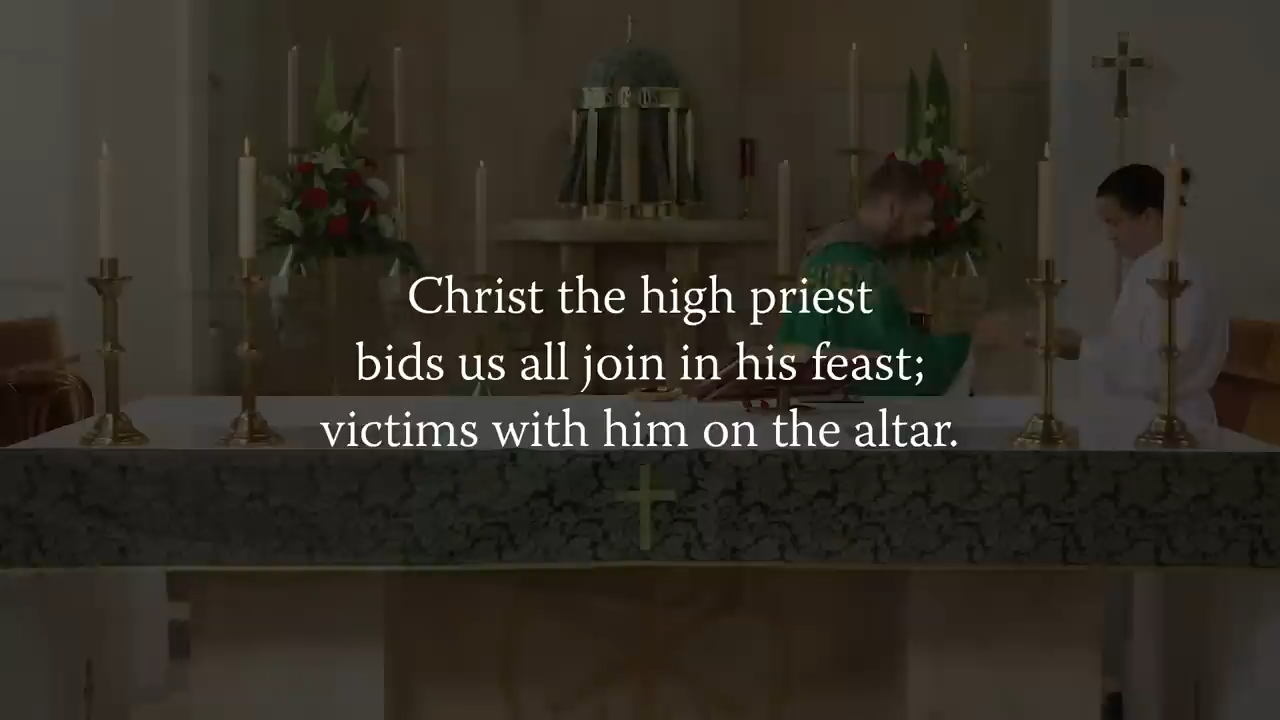 Christ the high priest
bids us all join in his feast;
victims with him on the altar.